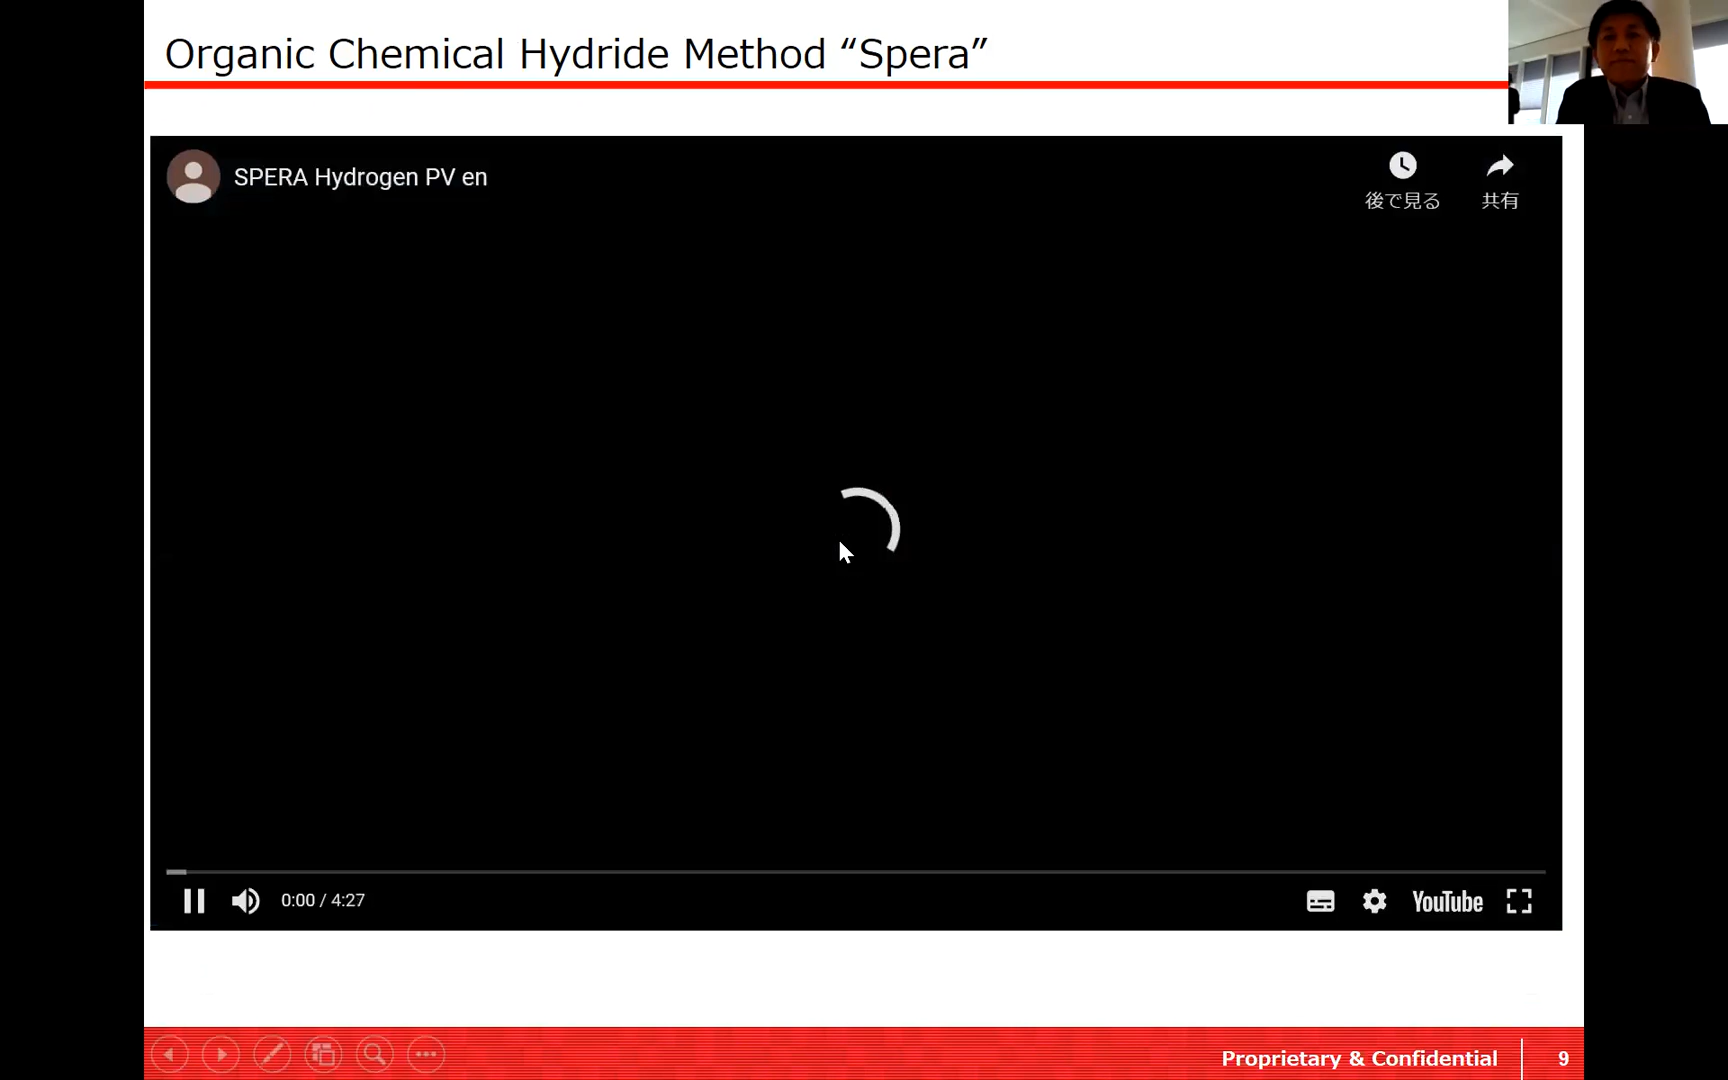 Organic Chemical Hydride Method “Spera”
SPERA Hydrogen PV en
後で見る
共有
0:00 / 4:27
YouTube
Proprietary & Confidential
9